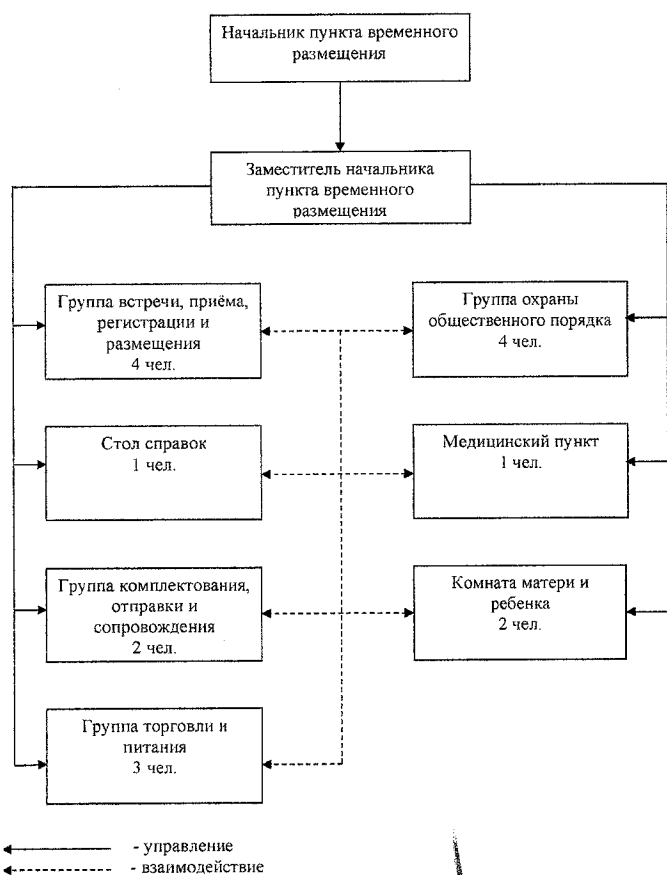 Начальник пункта временного
размещения
Заместитель начальника
пункта временного
размещения
Группа встречи, приёма,
регистрации и
размещения
4 чел.
Группа охраны
общественного порядка
4 чел.
Стол справок
1 чел.
Медицинский пункт
1 чел.
Группа комплектования,
отправки и
сопровождения
2 чел.
Комната матери и
ребенка
2 чел.
Группа торговли и
питания
3 чел.
- управление
- взаимодействие